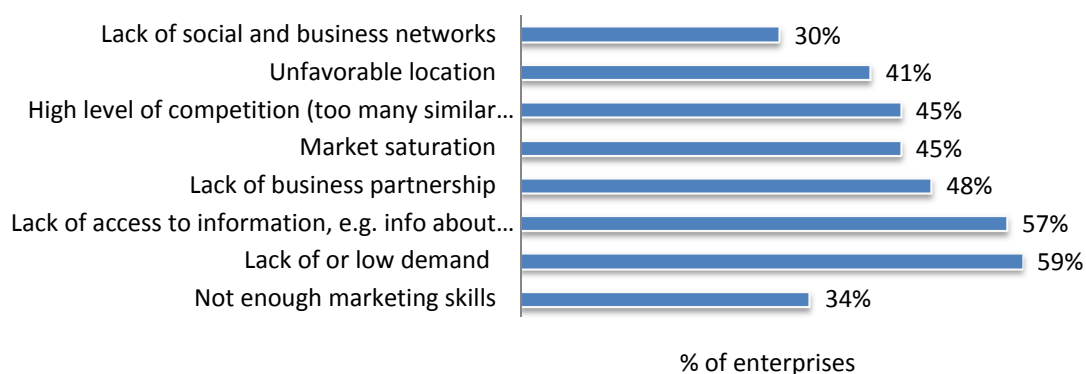 Lack of social and business networks 30%
Unfavorable location 41%
High level of competition (too many similar… 45%
Market saturation 45%
Lack of business partnership 48%
Lack of access to information, e.g. info about… 57%
Lack of or low demand 59%
Not enough marketing skills 34%
% of enterprises